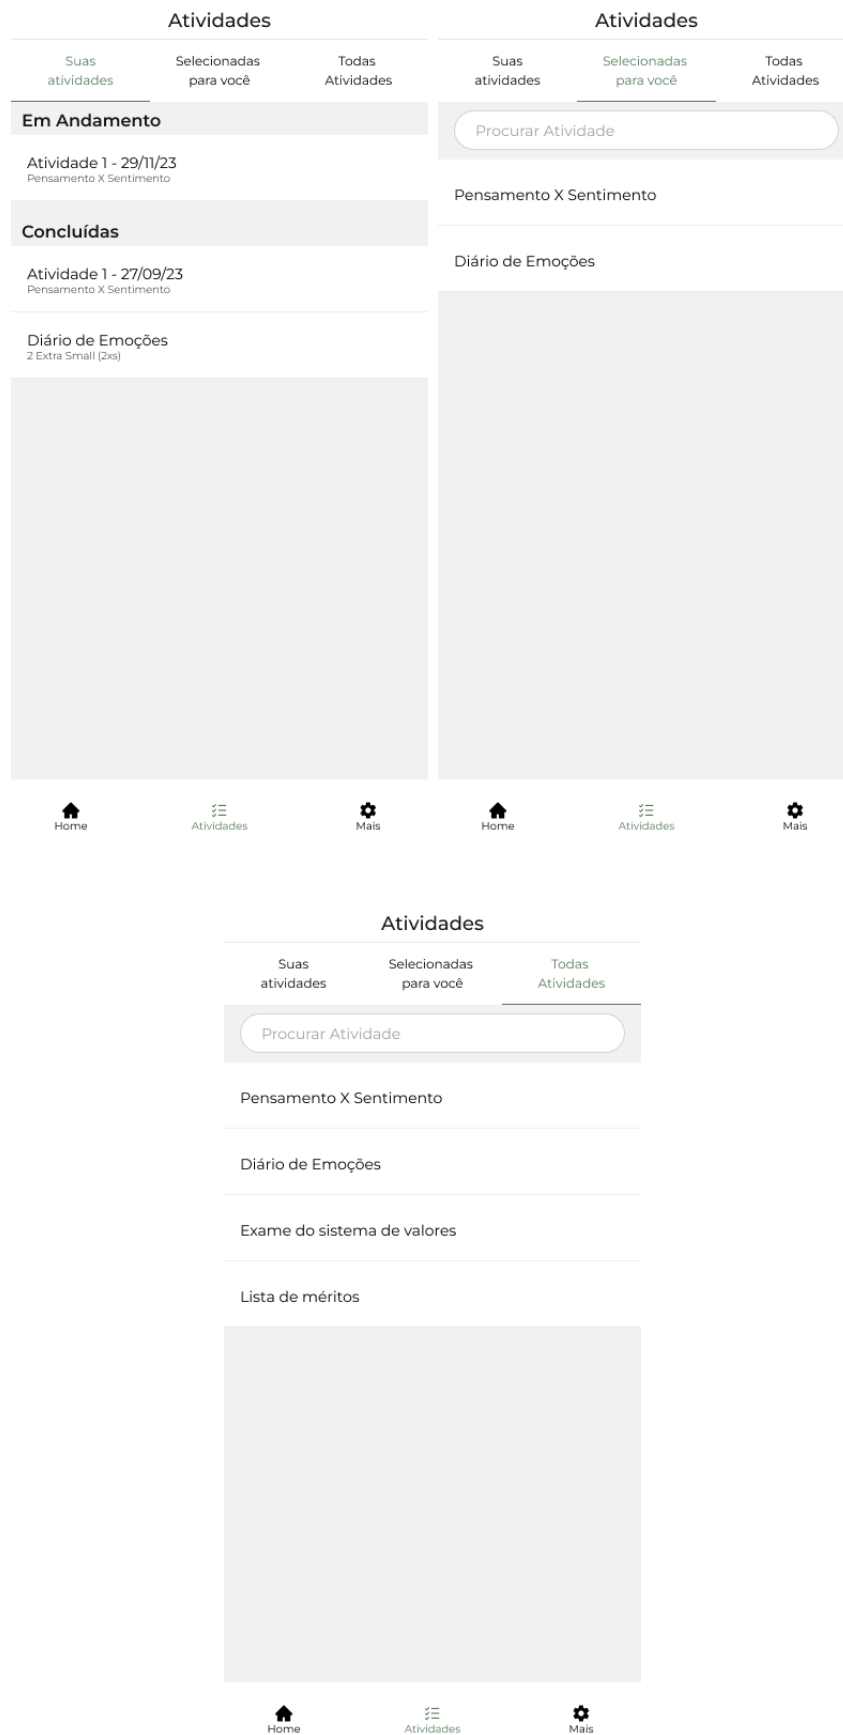 Atividades
Suas
atividades
Selecionadas
para você
Todas
Atividades
Em Andamento
Atividade 1 - 29/11/23
Pensamento X Sentimento
Concluídas
Atividade 1 - 27/09/23
Pensamento X Sentimento
Diário de Emoções
2 Extra Small (2xs)
Home
Atividades
Mais
Atividades
Suas
atividades
Selecionadas
para você
Todas
Atividades
Procurar Atividade
Pensamento X Sentimento
Diário de Emoções
Home
Atividades
Mais
Atividades
Suas
atividades
Selecionadas
para você
Todas
Atividades
Procurar Atividade
Pensamento X Sentimento
Diário de Emoções
Exame do sistema de valores
Lista de méritos
Home
Atividades
Mais